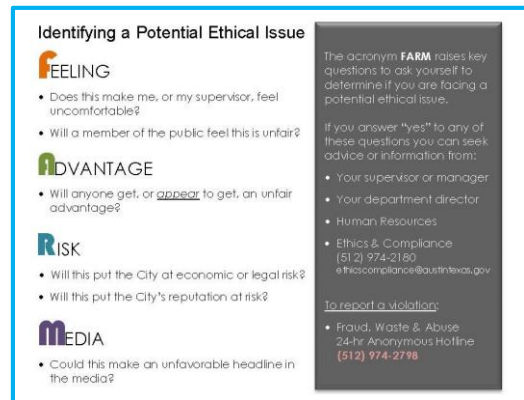 Identifying a Potential Ethical Issue
FEELING
• Does this make me, or my supervisor, feel
uncomfortable?
• Will a member of the public feel this is unfair?
ADVANTAGE
• Will anyone get, or appear to get, an unfair
advantage?
RISK
• Will this put the City at economic or legal risk?
• Will this put the City's reputation at risk?
MEDIA
• Could this make an unfavorable headline in
the media?
The acronym FARM raises key
questions to ask yourself to
determine if you are facing a
potential ethical issue.
If you answer "yes" to any of
these questions you can seek
advice or information from:
• Your supervisor or manager
• Your department director
• Human Resources
• Ethics & Compliance
(512) 974-2180
ethicscompliance@austintexas.gov
To report a violation:
• Fraud, Waste & Abuse
24-hr Anonymous Hotline
(512) 974-2798